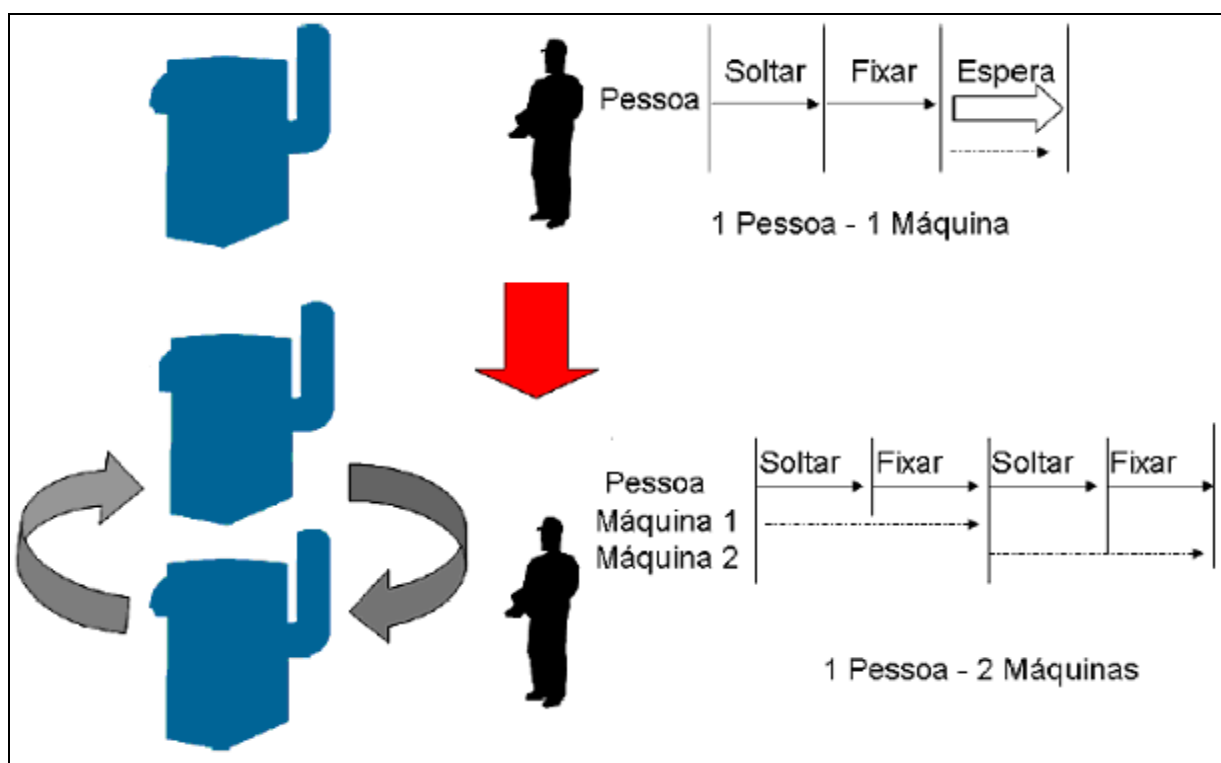 Soltar Fixar Espera
Pessoa
1 Pessoa - 1 Máquina
Soltar Fixar Soltar Fixar
Pessoa
Máquina 1
Máquina 2
1 Pessoa - 2 Máquinas